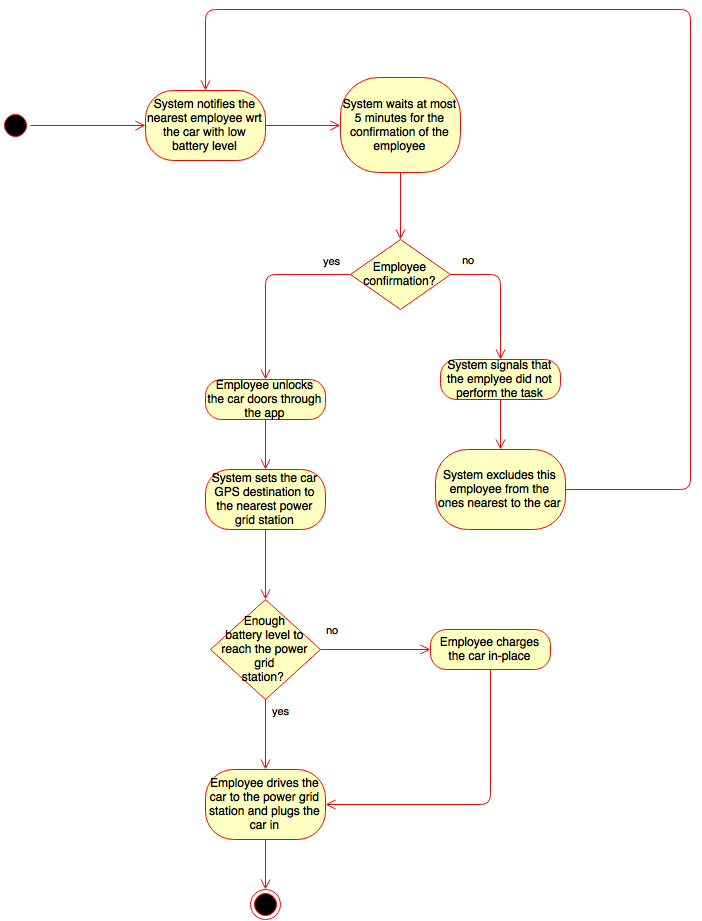 System notifies the
nearest employee wrt
the car with low
battery level
System waits at most
5 minutes for the
confirmation of the
employee
Employee
confirmation?
yes
no
System signals that
the emplyee did not
perform the task
Employee unlocks
the car doors through
the app
System excludes this
employee from the
ones nearest to the car
System sets the car
GPS destination to
the nearest power
grid station
Enough
battery level to
reach the power
grid
station?
no
Employee charges
the car in-place
yes
Employee drives the
car to the power grid
station and plugs the
car in